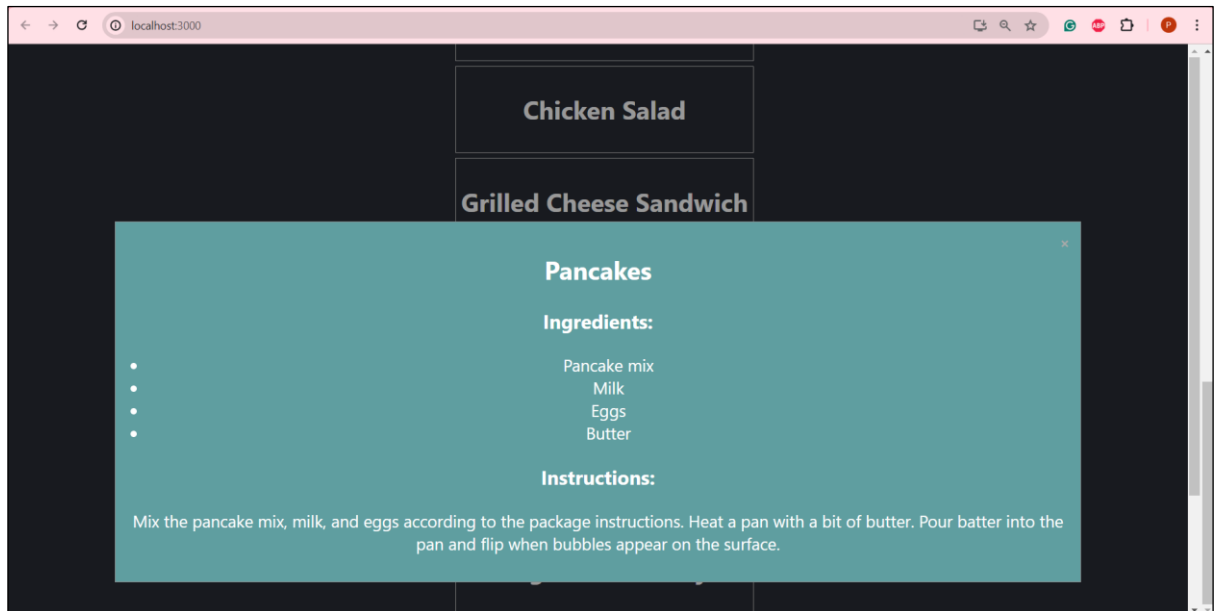 localhost:3000
Chicken Salad
Grilled Cheese Sandwich
×
Pancakes
Ingredients:
• Pancake mix
• Milk
• Eggs
• Butter
Instructions:
Mix the pancake mix, milk, and eggs according to the package instructions. Heat a pan with a bit of butter. Pour batter into the
pan and flip when bubbles appear on the surface.